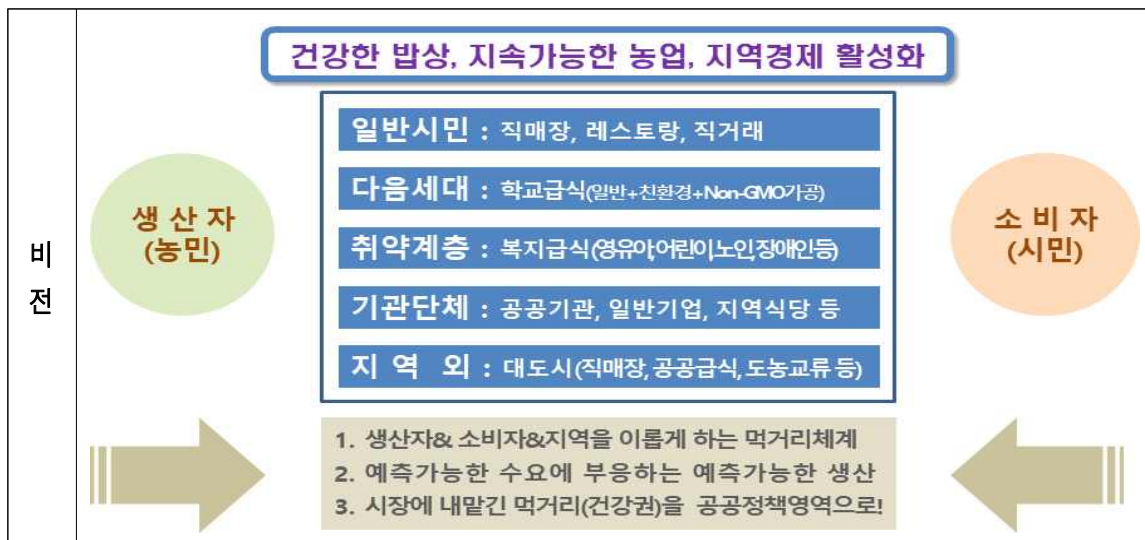 비
전
건강한 밥상, 지속가능한 농업, 지역경제 활성화
생 산 자
(농민)
일반시민 : 직매장, 레스토랑, 직거래
다음세대 : 학교급식(일반+친환경+Non-GMO가공)
취약계층 : 복지급식(영유아,어린이,노인,장애인등)
기관단체 : 공공기관, 일반기업, 지역식당 등
지 역 외 : 대도시(직매장, 공공급식, 도농교류 등)
소 비 자
(시민)
1. 생산자& 소비자&지역을 이롭게 하는 먹거리체계
2. 예측가능한 수요에 부응하는 예측가능한 생산
3. 시장에 내맡긴 먹거리(건강권)을 공공정책영역으로!